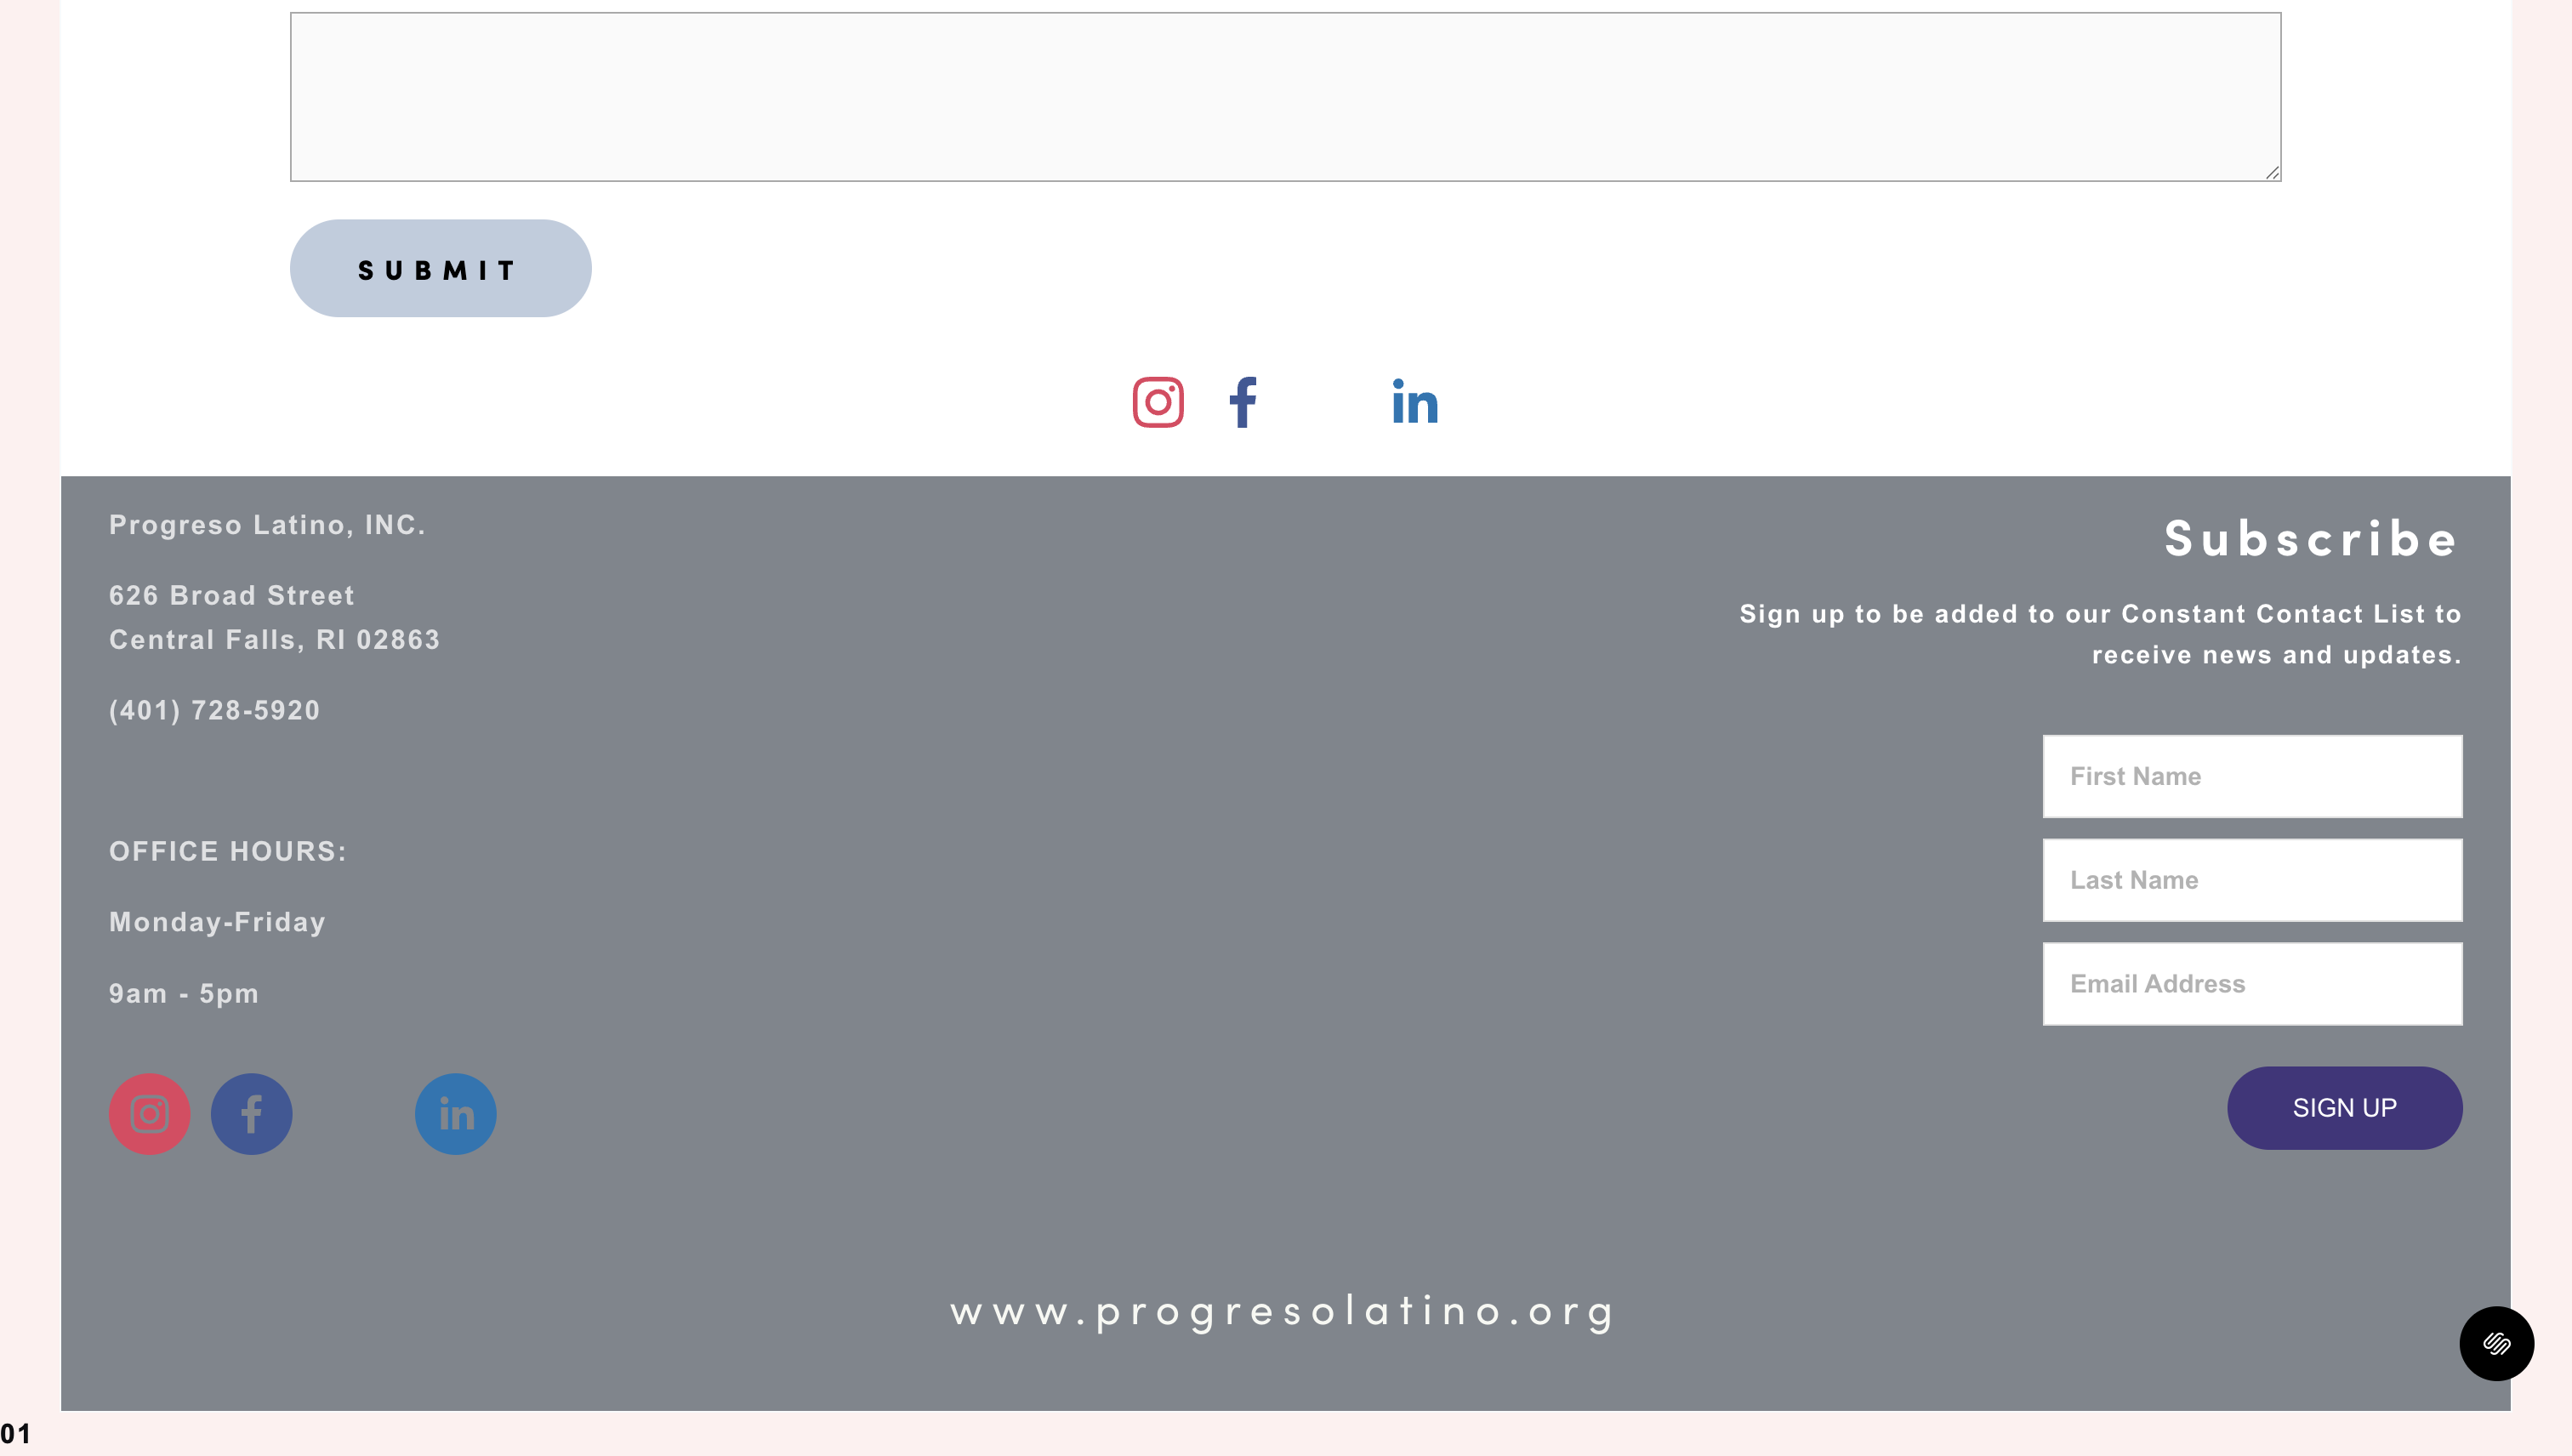 SUBMIT
in
Progreso Latino, INC.
626 Broad Street
Central Falls, RI 02863
(401) 728-5920
OFFICE HOURS:
Monday-Friday
9am - 5pm
in
Subscribe
Sign up to be added to our Constant Contact List to
receive news and updates.
First Name
Last Name
Email Address
SIGN UP
www.progresolatino.org
01